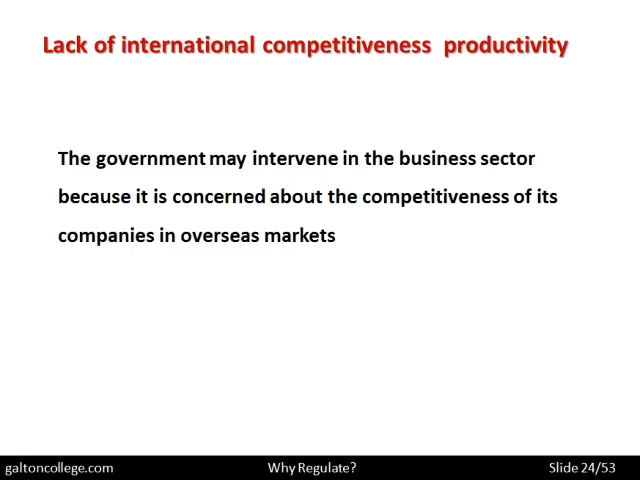 Lack of international competitiveness productivity
The government may intervene in the business sector
because it is concerned about the competitiveness of its
companies in overseas markets
galtoncollege.com Why Regulate? Slide 24/53